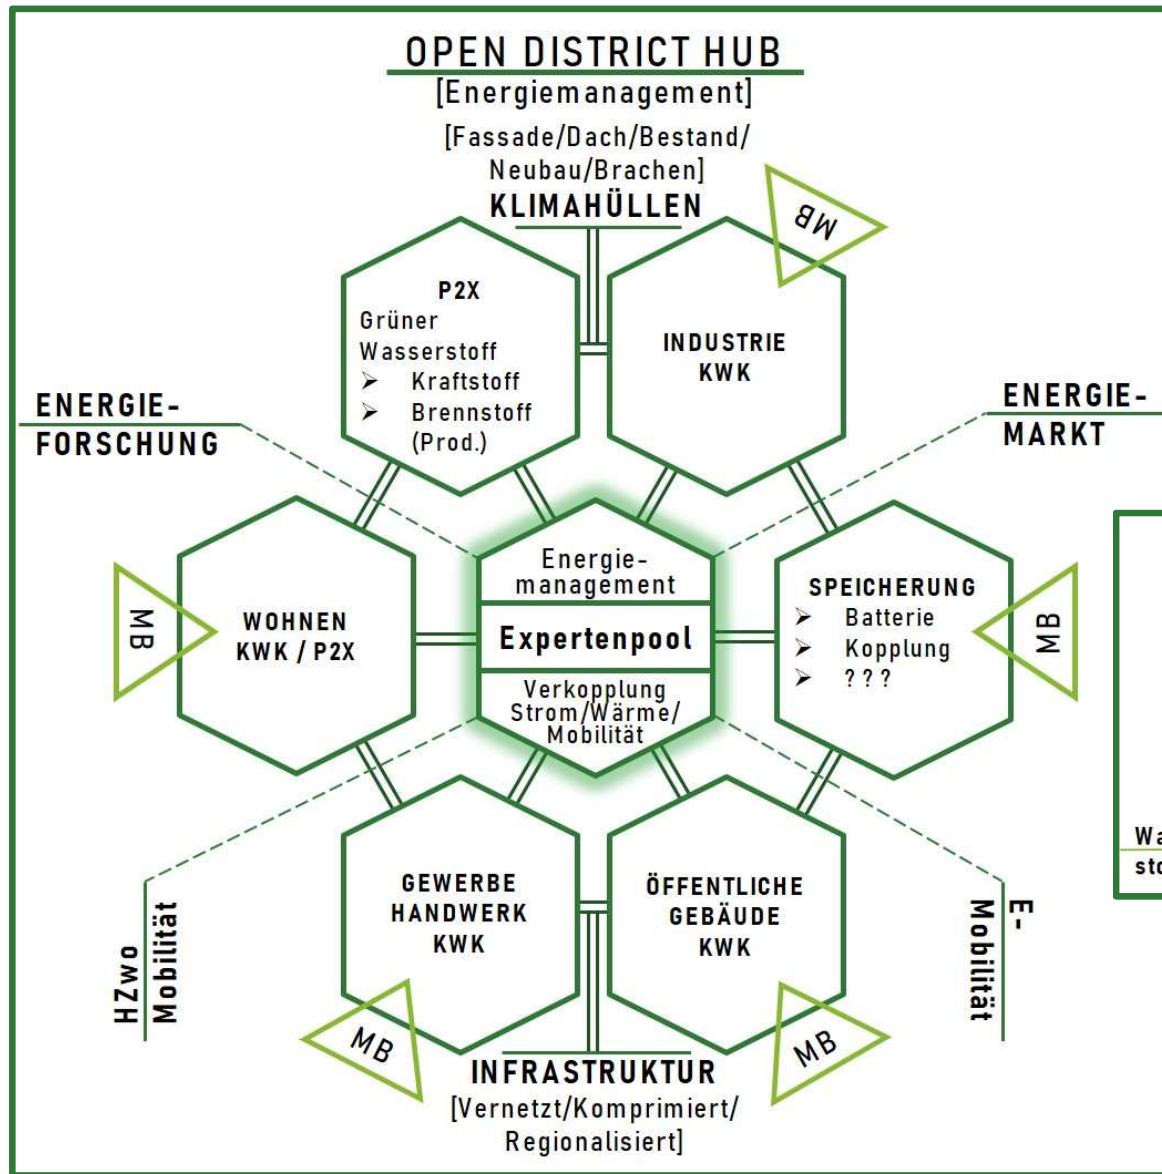 OPEN DISTRICT HUB
[Energiemanagement]
[Fassade/Dach/Bestand/
Neubau/Brachen]
KLIMAHÜLLEN
MB
P2X
Grüner
Wasserstoff
➢ Kraftstoff
➢ Brennstoff
(Prod.)
INDUSTRIE
KWK
ENERGIE-
FORSCHUNG
ENERGIE-
MARKT
Energie-
management
Expertenpool
Verkopplung
Strom/Wärme/
Mobilität
MB
WOHNEN
KWK / P2X
SPEICHERUNG
➢ Batterie
➢ Kopplung
➢ ???
MB
GEWERBE
HANDWERK
KWK
ÖFFENTLICHE
GEBÄUDE
KWK
HZwo
Mobilität
E-
Mobilität
MB
MB
INFRASTRUKTUR
[Vernetzt/Komprimiert/
Regionalisiert]